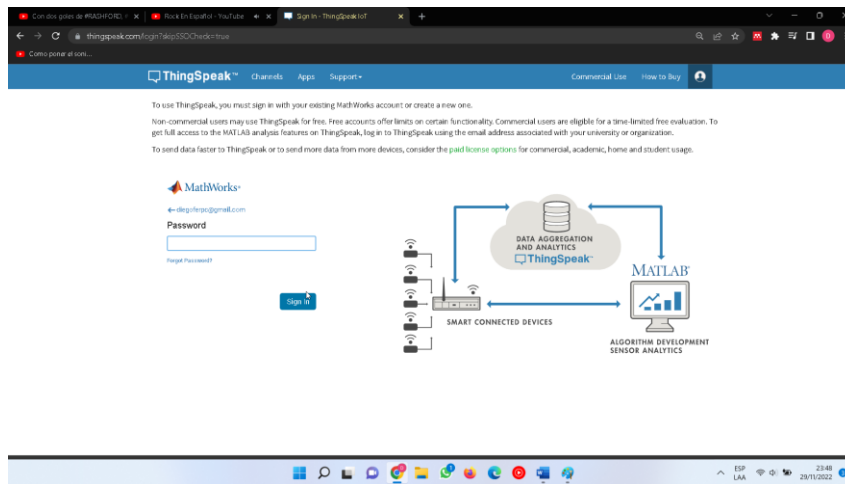 Con dos goles de #RASHFORD,
Rock En Español - YouTube
Sign In - ThingSpeak IoT
thingspeak.com/login?skipSSOCheck=true
Como poner el soni...
ThingSpeak™ Channels Apps Support Commercial Use How to Buy
To use ThingSpeak, you must sign in with your existing MathWorks account or create a new one.
Non-commercial users may use ThingSpeak for free. Free accounts offer limits on certain functionality. Commercial users are eligible for a time-limited free evaluation. To
get full access to the MATLAB analysis features on ThingSpeak, log in to ThingSpeak using the email address associated with your university or organization.
To send data faster to ThingSpeak or to send more data from more devices, consider the paid license options for commercial, academic, home and student usage.
MathWorks®
diegoferpc@gmail.com
Password
Forgot Password?
Sign In
DATA AGGREGATION
AND ANALYTICS
ThingSpeak™
MATLAB®
SMART CONNECTED DEVICES
ALGORITHM DEVELOPMENT
SENSOR ANALYTICS
ESP
LAA
23:48
29/11/2022